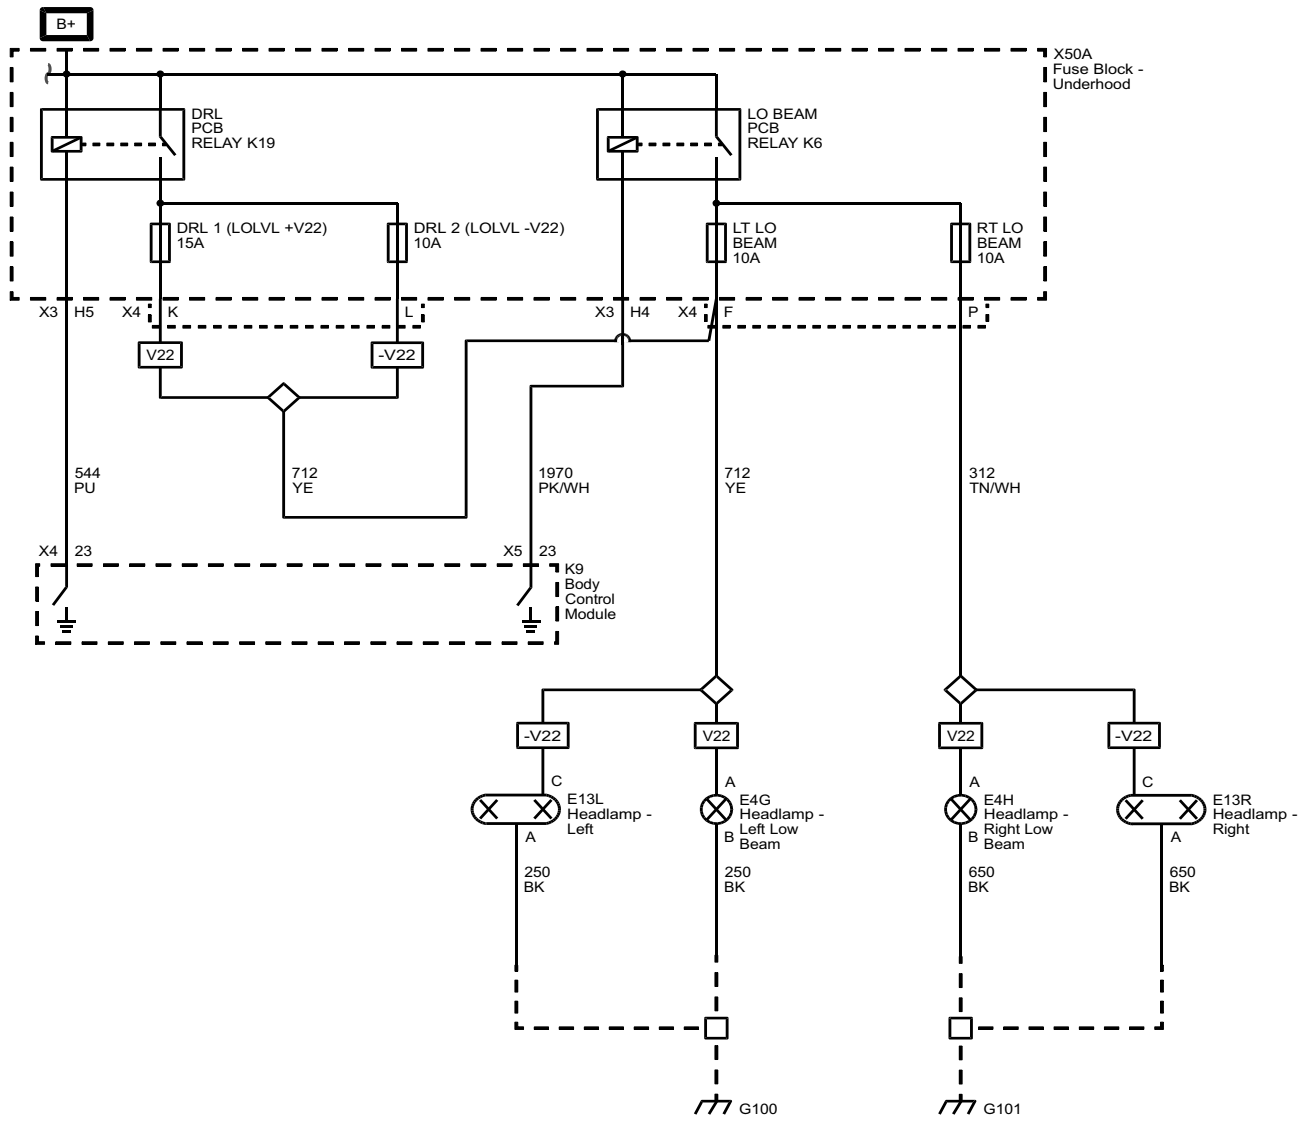 B+
X50A
Fuse Block -
Underhood
DRL
PCB
RELAY K19
LO BEAM
PCB
RELAY K6
DRL 1 (LOLVL +V22)
15A
DRL 2 (LOLVL -V22)
10A
LT LO
BEAM
10A
RT LO
BEAM
10A
X3 H5 X4 K L X3 H4 X4 F P
V22 -V22
544
PU
712
YE
1970
PK/WH
712
YE
312
TN/WH
X4 23 X5 23
K9
Body
Control
Module
-V22 V22 V22 -V22
C A A C
E13L
Headlamp -
Left
E4G
Headlamp -
Left Low
Beam
E4H
Headlamp -
Right Low
Beam
E13R
Headlamp -
Right
A B B A
250
BK
250
BK
650
BK
650
BK
G100 G101